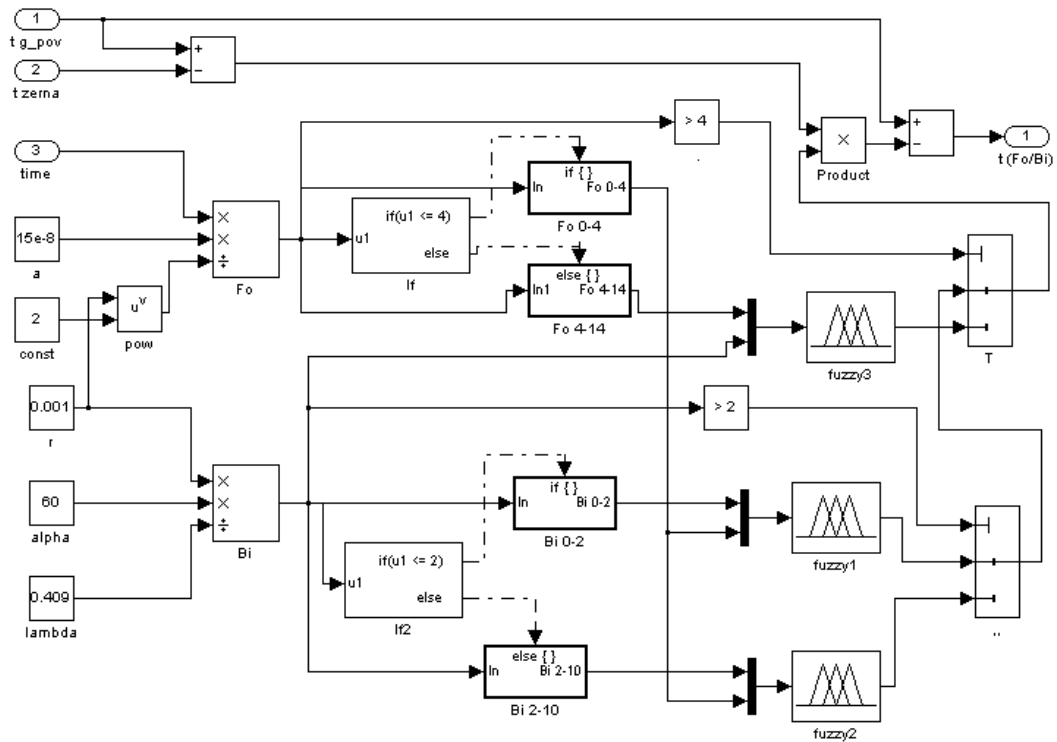 1
t g_pov
+
−
2
t zerna
> 4
.
+
−
×
Product
1
t (Fo/Bi)
3
time
if { }
In
Fo 0-4
Fo 0-4
×
×
÷
Fo
if(u1 <= 4)
u1
else
If
15e-8
a
else { }
In1
Fo 4-14
Fo 4-14
2
const
u^v
pow
fuzzy3
T
0.001
r
> 2
×
×
÷
Bi
if { }
In
Bi 0-2
Bi 0-2
60
alpha
fuzzy1
if(u1 <= 2)
u1
else
If2
0.409
lambda
..
else { }
In
Bi 2-10
Bi 2-10
fuzzy2